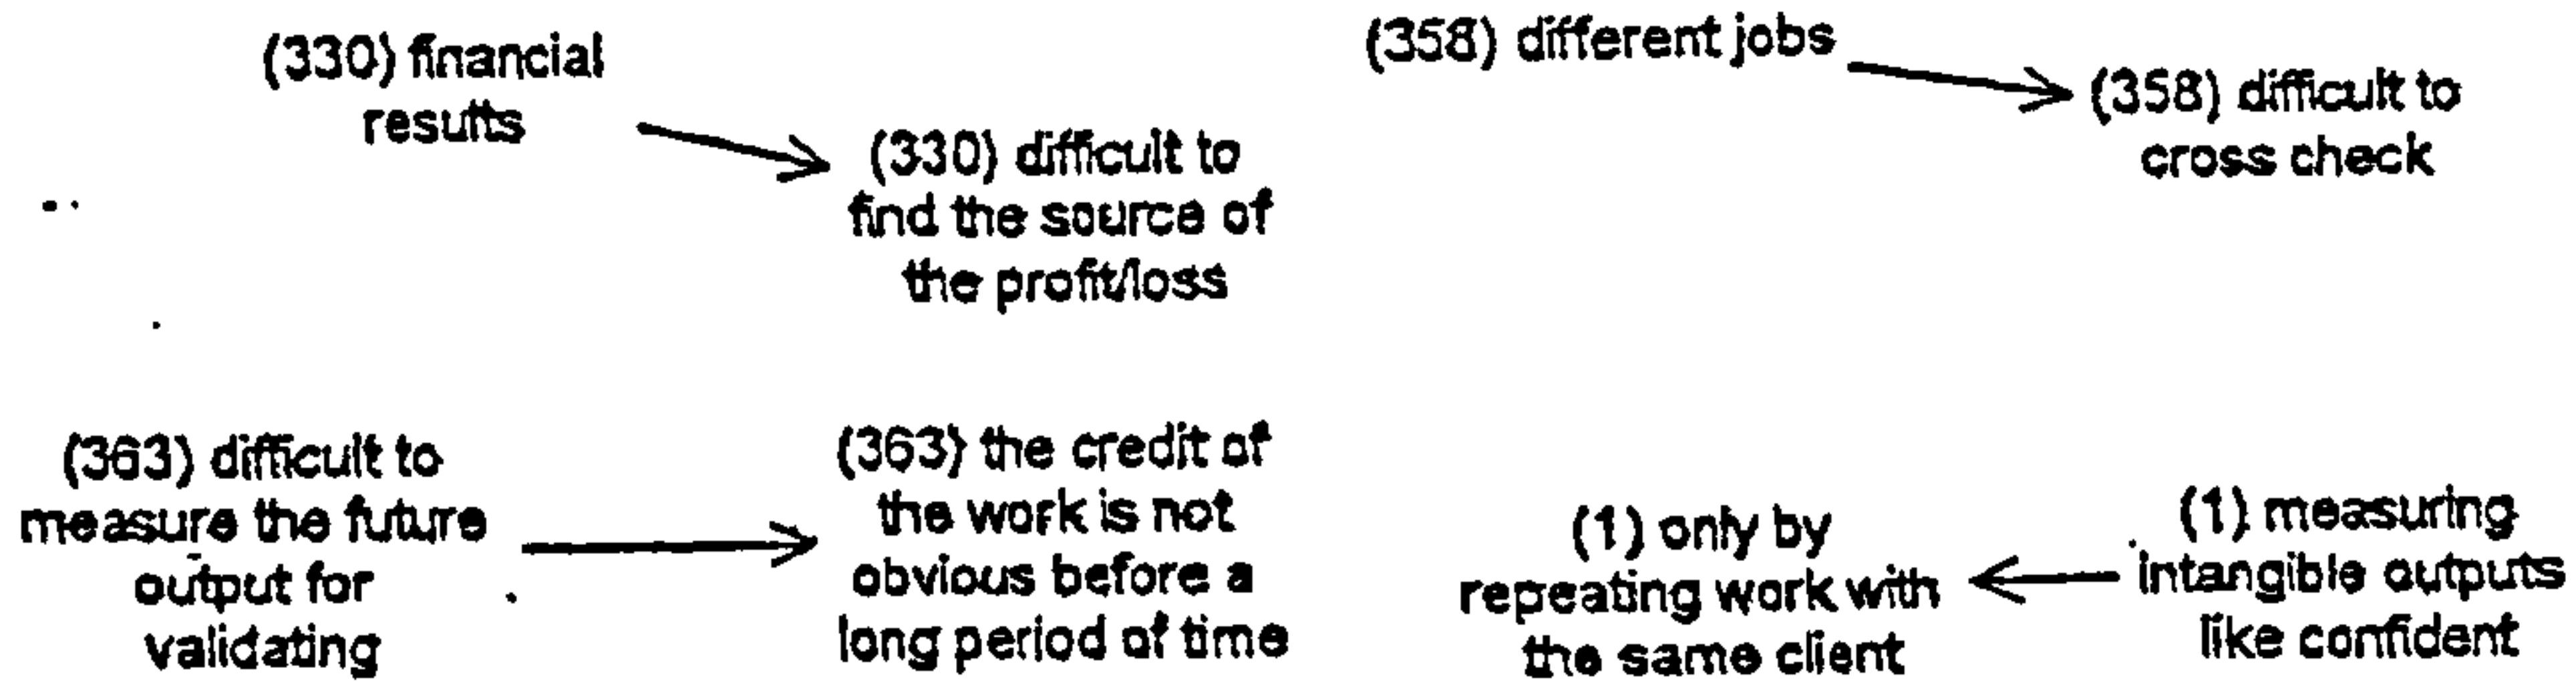 (330) financial
results
(330) difficult to
find the source of
the profit/loss
(358) different jobs
(358) difficult to
cross check
(363) difficult to
measure the future
output for
validating
(363) the credit of
the work is not
obvious before a
long period of time
(1) only by
repeating work with
the same client
(1) measuring
intangible outputs
like confident